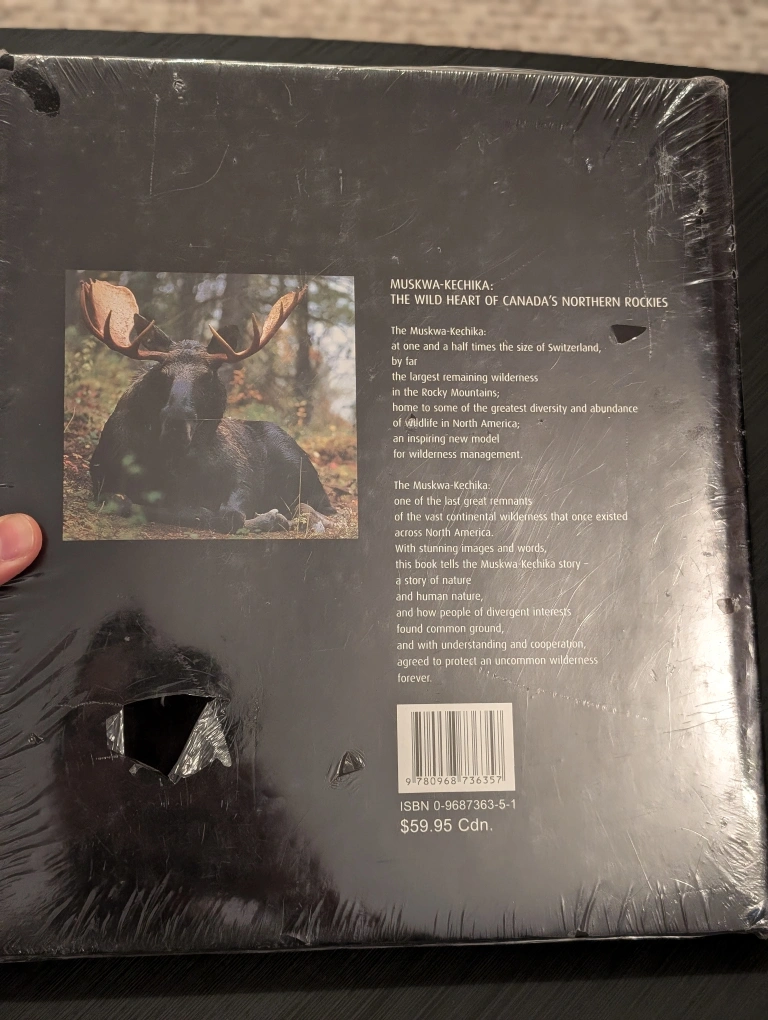 MUSKWA-KECHIKA:
THE WILD HEART OF CANADA'S NORTHERN ROCKIES
The Muskwa-Kechika:
at one and a half times the size of Switzerland,
by far
the largest remaining wilderness
in the Rocky Mountains;
home to some of the greatest diversity and abundance
of wildlife in North America;
an inspiring new model
for wilderness management.
The Muskwa-Kechika:
one of the last great remnants
of the vast continental wilderness that once existed
across North America.
With stunning images and words,
this book tells the Muskwa-Kechika story –
a story of nature
and human nature,
and how people of divergent interests
found common ground,
and with understanding and cooperation,
agreed to protect an uncommon wilderness
forever.
9 780968 736357
ISBN 0-9687363-5-1
$59.95 Cdn.